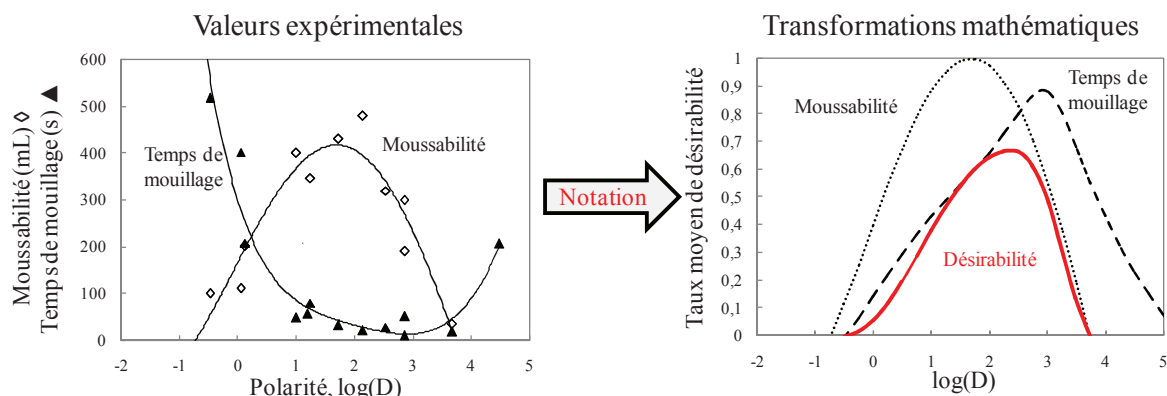 Valeurs expérimentales
Moussabilité (mL) ◊
Temps de mouillage (s) ▲
600
500
400
300
200
100
0
Temps de
mouillage
Moussabilité
-2 -1 0 1 2 3 4 5
Polarité, log(D)
Notation
Transformations mathématiques
Taux moyen de désirabilité
1
0,9
0,8
0,7
0,6
0,5
0,4
0,3
0,2
0,1
0
Moussabilité
Temps de
mouillage
Désirabilité
-2 -1 0 1 2 3 4 5
log(D)